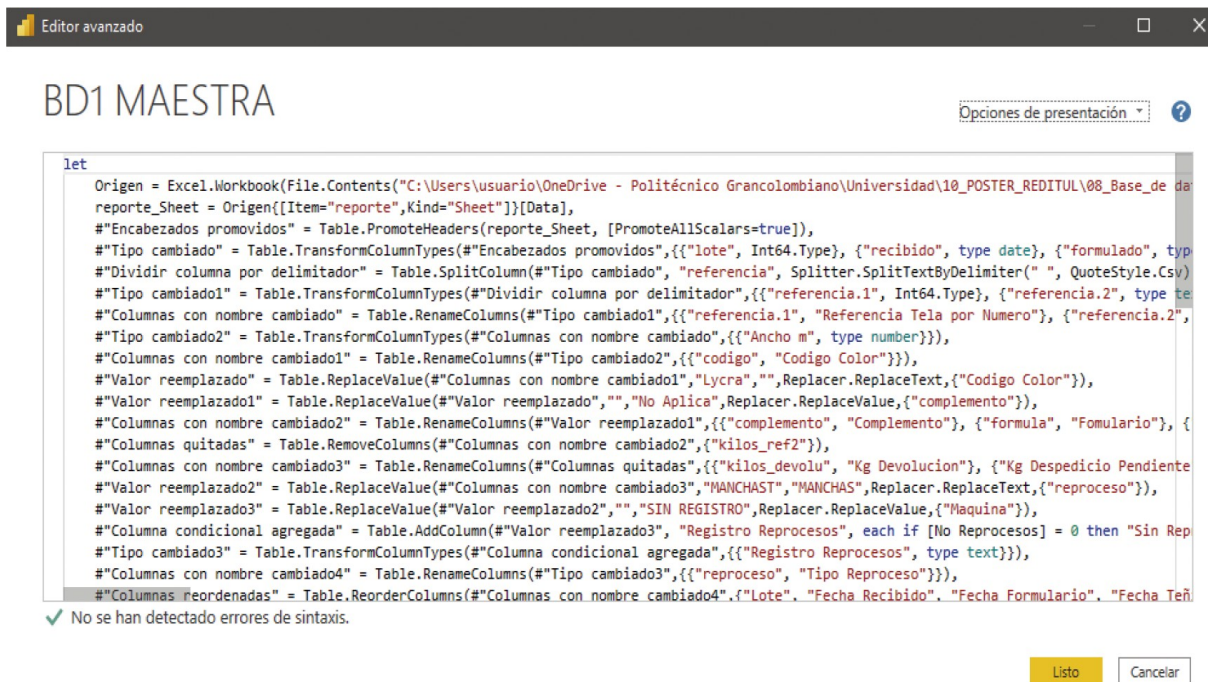 Editor avanzado
BD1 MAESTRA
Opciones de presentación
?
let
Origen = Excel.Workbook(File.Contents("C:\Users\usuario\OneDrive - Politécnico Grancolombiano\Universidad\10_POSTER_REDITUL\08_Base_de da
reporte_Sheet = Origen{[Item="reporte",Kind="Sheet"]}[Data],
#"Encabezados promovidos" = Table.PromoteHeaders(reporte_Sheet, [PromoteAllScalars=true]),
#"Tipo cambiado" = Table.TransformColumnTypes(#"Encabezados promovidos",{{"lote", Int64.Type}, {"recibido", type date}, {"formulado", typ
#"Dividir columna por delimitador" = Table.SplitColumn(#"Tipo cambiado", "referencia", Splitter.SplitTextByDelimiter(" ", QuoteStyle.Csv)
#"Tipo cambiado1" = Table.TransformColumnTypes(#"Dividir columna por delimitador",{{"referencia.1", Int64.Type}, {"referencia.2", type te
#"Columnas con nombre cambiado" = Table.RenameColumns(#"Tipo cambiado1",{{"referencia.1", "Referencia Tela por Numero"}, {"referencia.2",
#"Tipo cambiado2" = Table.TransformColumnTypes(#"Columnas con nombre cambiado",{{"Ancho m", type number}}),
#"Columnas con nombre cambiado1" = Table.RenameColumns(#"Tipo cambiado2",{{"codigo", "Codigo Color"}}),
#"Valor reemplazado" = Table.ReplaceValue(#"Columnas con nombre cambiado1","Lycra","",Replacer.ReplaceText,{"Codigo Color"}),
#"Valor reemplazado1" = Table.ReplaceValue(#"Valor reemplazado","","No Aplica",Replacer.ReplaceValue,{"complemento"}),
#"Columnas con nombre cambiado2" = Table.RenameColumns(#"Valor reemplazado1",{{"complemento", "Complemento"}, {"formula", "Fomulario"}, {
#"Columnas quitadas" = Table.RemoveColumns(#"Columnas con nombre cambiado2",{"kilos_ref2"}),
#"Columnas con nombre cambiado3" = Table.RenameColumns(#"Columnas quitadas",{{"kilos_devolu", "Kg Devolucion"}, {"Kg Despedicio Pendiente
#"Valor reemplazado2" = Table.ReplaceValue(#"Columnas con nombre cambiado3","MANCHAST","MANCHAS",Replacer.ReplaceText,{"reproceso"}),
#"Valor reemplazado3" = Table.ReplaceValue(#"Valor reemplazado2","","SIN REGISTRO",Replacer.ReplaceValue,{"Maquina"}),
#"Columna condicional agregada" = Table.AddColumn(#"Valor reemplazado3", "Registro Reprocesos", each if [No Reprocesos] = 0 then "Sin Rep
#"Tipo cambiado3" = Table.TransformColumnTypes(#"Columna condicional agregada",{{"Registro Reprocesos", type text}}),
#"Columnas con nombre cambiado4" = Table.RenameColumns(#"Tipo cambiado3",{{"reproceso", "Tipo Reproceso"}}),
#"Columnas reordenadas" = Table.ReorderColumns(#"Columnas con nombre cambiado4",{"Lote", "Fecha Recibido", "Fecha Formulario", "Fecha Teñ
No se han detectado errores de sintaxis.
Listo
Cancelar